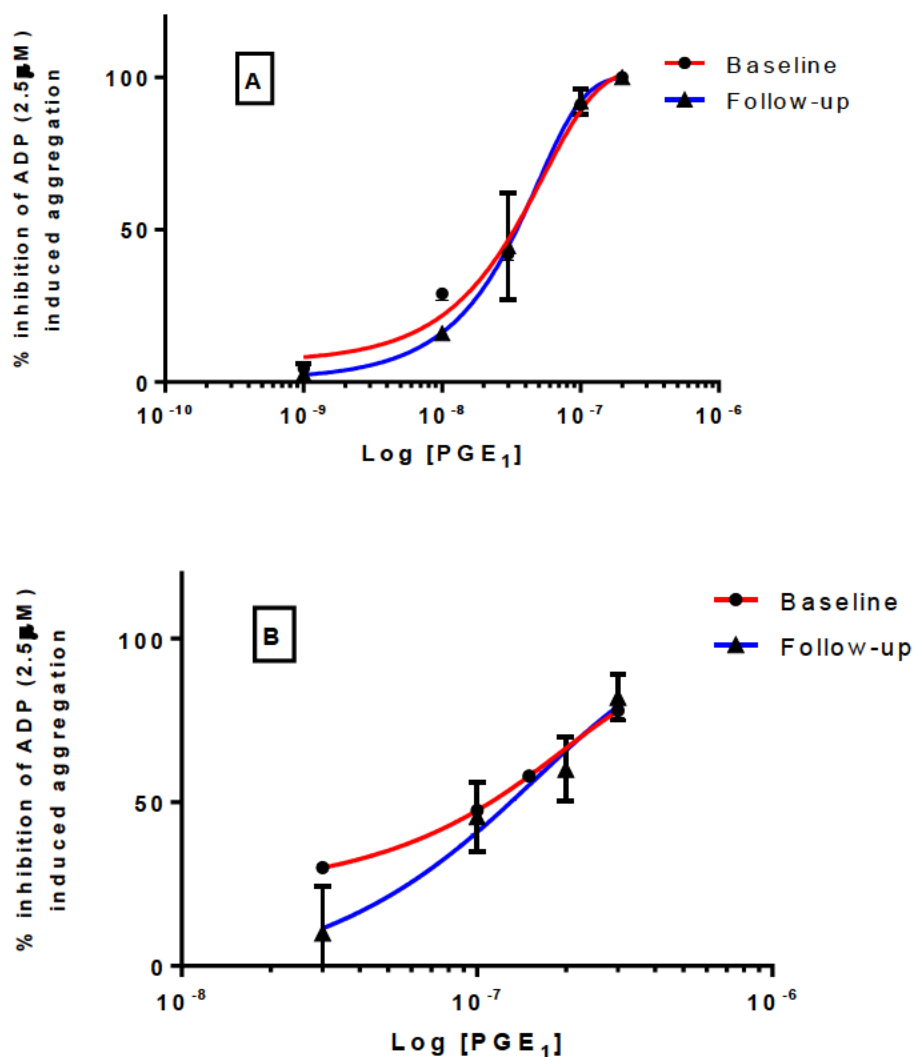 A
Baseline
Follow-up
% inhibition of ADP (2.5μM)
induced aggregation
100
50
0
10⁻¹⁰
10⁻⁹
10⁻⁸
10⁻⁷
10⁻⁶
Log [PGE₁]
B
Baseline
Follow-up
% inhibition of ADP (2.5μM)
induced aggregation
100
50
0
10⁻⁸
10⁻⁷
10⁻⁶
Log [PGE₁]